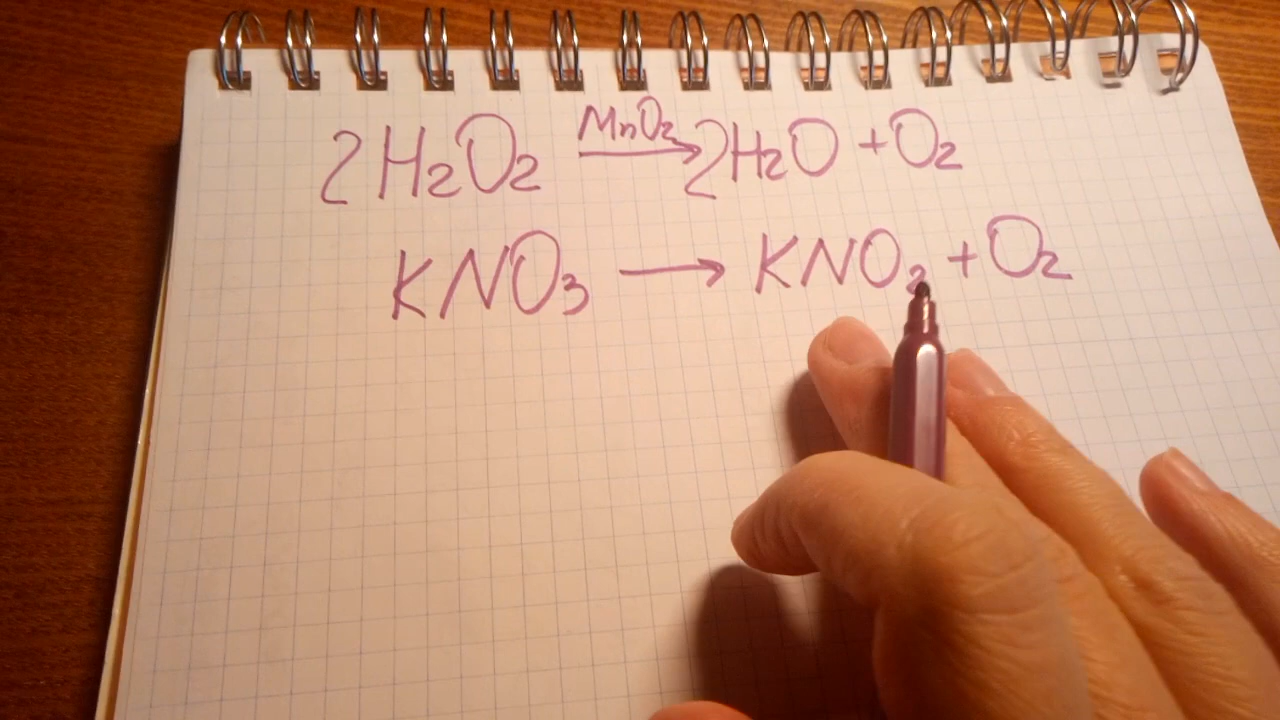 2H₂O₂ MnO₂→ 2H₂O + O₂
KNO₃ → KNO₂ + O₂